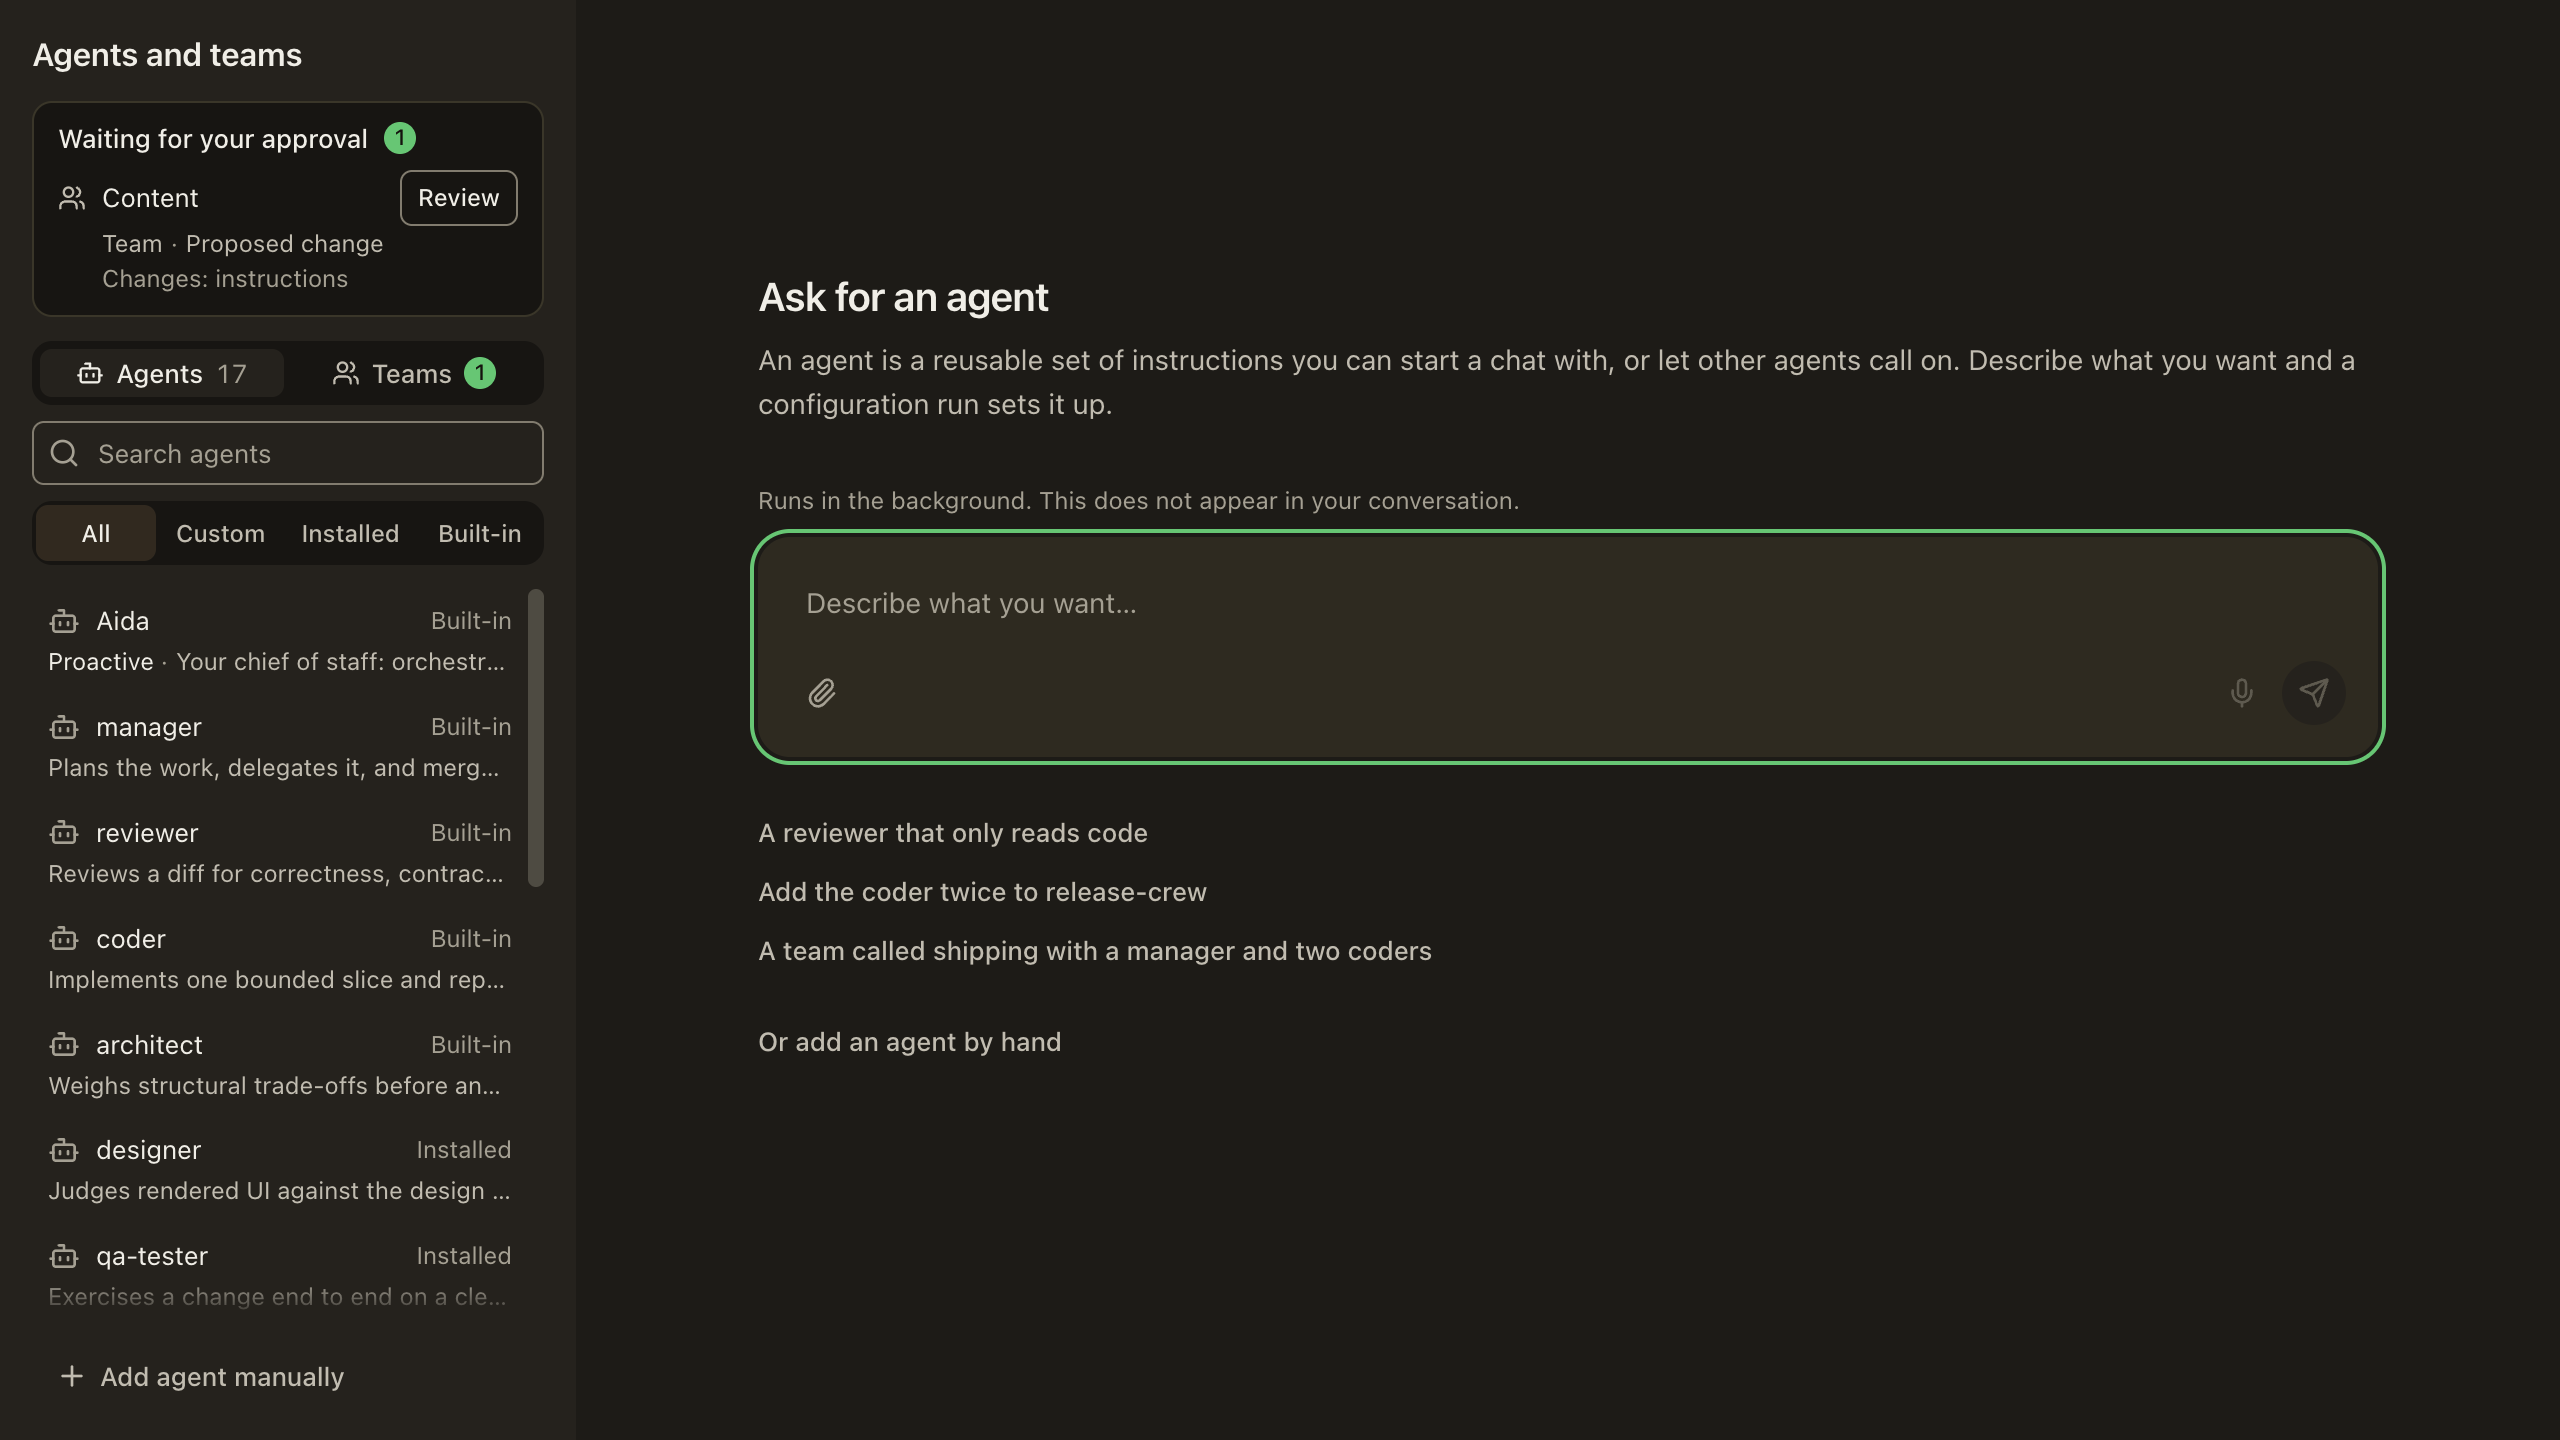 Agents and teams
Waiting for your approval 1
Content Review
Team · Proposed change
Changes: instructions
Agents 17 Teams 1
Search agents
All Custom Installed Built-in
Aida Built-in
Proactive · Your chief of staff: orchestr...
manager Built-in
Plans the work, delegates it, and merg...
reviewer Built-in
Reviews a diff for correctness, contrac...
coder Built-in
Implements one bounded slice and rep...
architect Built-in
Weighs structural trade-offs before an...
designer Installed
Judges rendered UI against the design ...
qa-tester Installed
Exercises a change end to end on a cle...
Add agent manually
Ask for an agent
An agent is a reusable set of instructions you can start a chat with, or let other agents call on. Describe what you want and a
configuration run sets it up.
Runs in the background. This does not appear in your conversation.
Describe what you want...
A reviewer that only reads code
Add the coder twice to release-crew
A team called shipping with a manager and two coders
Or add an agent by hand